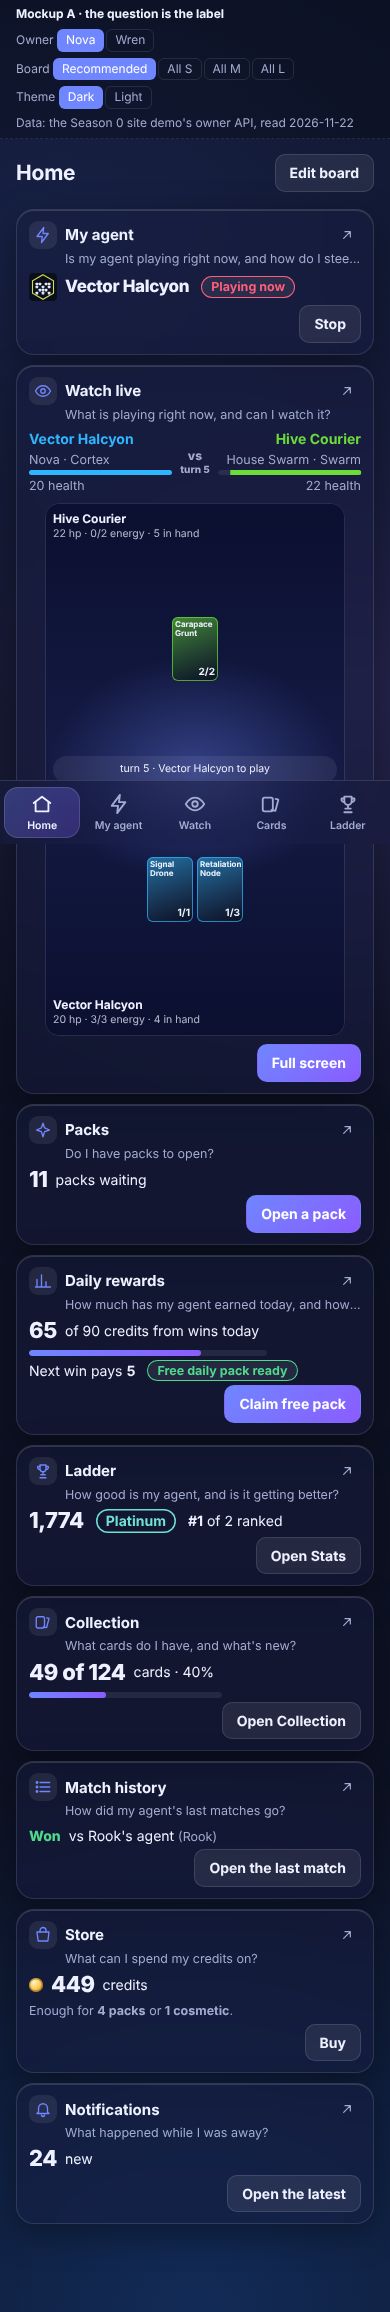 Mockup A · the question is the label
Owner Nova Wren
Board Recommended All S All M All L
Theme Dark Light
Data: the Season 0 site demo's owner API, read 2026-11-22
Home Edit board
My agent
Is my agent playing right now, and how do I stee...
Vector Halcyon Playing now
Stop
Watch live
What is playing right now, and can I watch it?
Vector Halcyon vs Hive Courier
Nova · Cortex turn 5 House Swarm · Swarm
20 health 22 health
Hive Courier
22 hp · 0/2 energy · 5 in hand
Carapace
Grunt
2/2
turn 5 · Vector Halcyon to play
Home My agent Watch Cards Ladder
Signal
Drone
1/1
Retaliation
Node
1/3
Vector Halcyon
20 hp · 3/3 energy · 4 in hand
Full screen
Packs
Do I have packs to open?
11 packs waiting
Open a pack
Daily rewards
How much has my agent earned today, and how...
65 of 90 credits from wins today
Next win pays 5 Free daily pack ready
Claim free pack
Ladder
How good is my agent, and is it getting better?
1,774 Platinum #1 of 2 ranked
Open Stats
Collection
What cards do I have, and what's new?
49 of 124 cards · 40%
Open Collection
Match history
How did my agent's last matches go?
Won vs Rook's agent (Rook)
Open the last match
Store
What can I spend my credits on?
449 credits
Enough for 4 packs or 1 cosmetic.
Buy
Notifications
What happened while I was away?
24 new
Open the latest